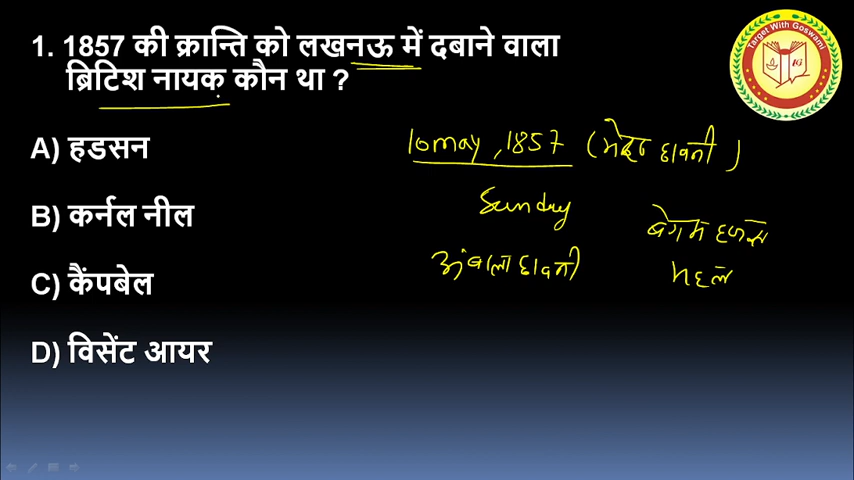 1. 1857 की क्रान्ति को लखनऊ में दबाने वाला
ब्रिटिश नायक कौन था ?
A) हडसन
B) कर्नल नील
C) कैंपबेल
D) विसेंट आयर
10 may, 1857 (मेरठ छावनी)
Sunday
अंबाला छावनी
बेगम हजरत
महल
Target With Goswami